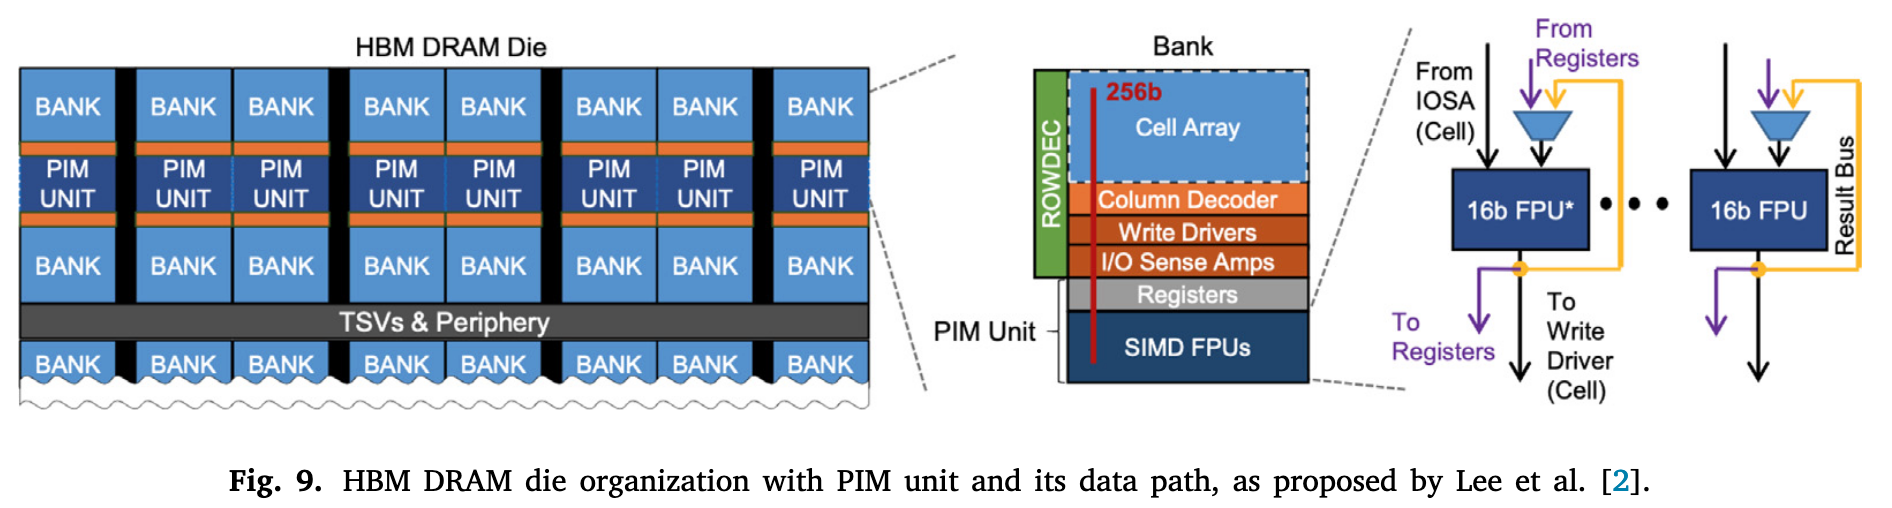 HBM DRAM Die
BANK BANK BANK BANK BANK BANK BANK BANK
PIM PIM PIM PIM PIM PIM PIM PIM
UNIT UNIT UNIT UNIT UNIT UNIT UNIT UNIT
BANK BANK BANK BANK BANK BANK BANK BANK
TSVs & Periphery
BANK BANK BANK BANK BANK BANK BANK BANK
Bank
ROWDEC
256b
Cell Array
Column Decoder
Write Drivers
I/O Sense Amps
Registers
SIMD FPUs
PIM Unit
From
Registers
From
IOSA
(Cell)
16b FPU*
16b FPU
Result Bus
To
Registers
To
Write
Driver
(Cell)
Fig. 9. HBM DRAM die organization with PIM unit and its data path, as proposed by Lee et al. [2].